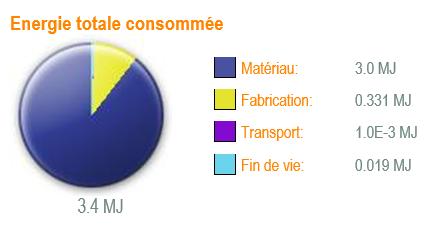 Energie totale consommée
Matériau: 3.0 MJ
Fabrication: 0.331 MJ
Transport: 1.0E-3 MJ
Fin de vie: 0.019 MJ
3.4 MJ